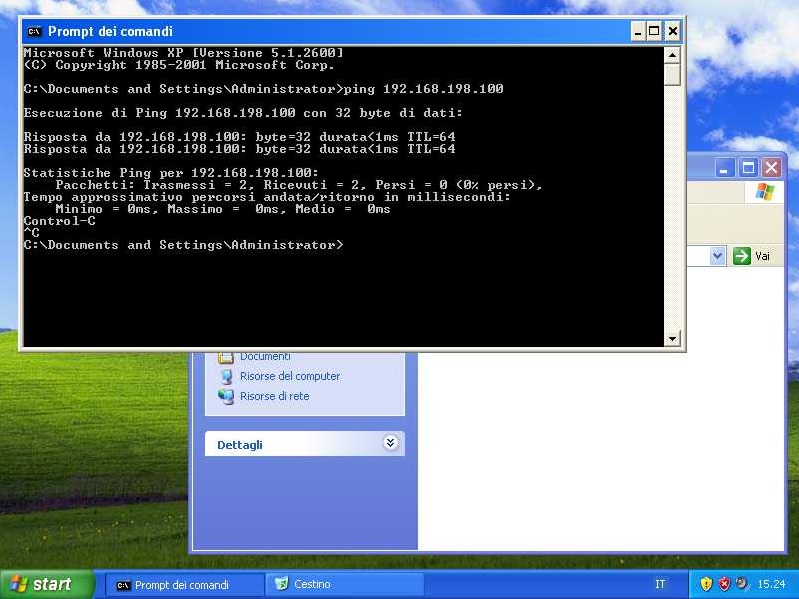 Prompt dei comandi
Microsoft Windows XP [Versione 5.1.2600]
(C) Copyright 1985-2001 Microsoft Corp.
C:\Documents and Settings\Administrator>ping 192.168.198.100
Esecuzione di Ping 192.168.198.100 con 32 byte di dati:
Risposta da 192.168.198.100: byte=32 durata<1ms TTL=64
Risposta da 192.168.198.100: byte=32 durata<1ms TTL=64
Statistiche Ping per 192.168.198.100:
Pacchetti: Trasmessi = 2, Ricevuti = 2, Persi = 0 (0% persi),
Tempo approssimativo percorsi andata/ritorno in millisecondi:
Minimo = 0ms, Massimo =  0ms, Medio =  0ms
Control-C
^C
C:\Documents and Settings\Administrator>
Vai
Documenti
Risorse del computer
Risorse di rete
Dettagli
start
Prompt dei comandi
Cestino
IT
15.24